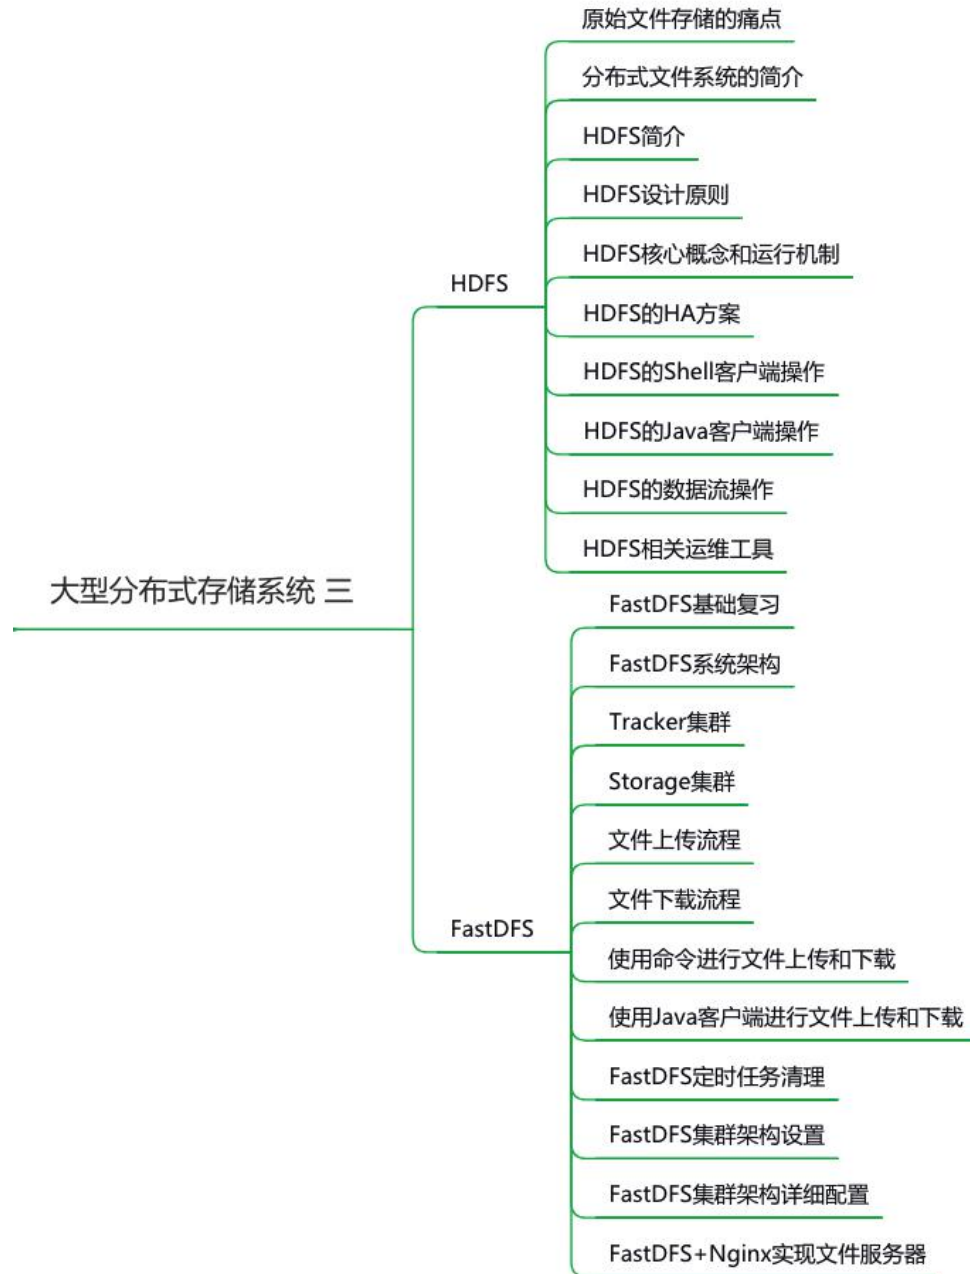 原始文件存储的痛点
分布式文件系统的简介
HDFS简介
HDFS设计原则
HDFS核心概念和运行机制
HDFS
HDFS的HA方案
HDFS的Shell客户端操作
HDFS的Java客户端操作
HDFS的数据流操作
HDFS相关运维工具
大型分布式存储系统 三
FastDFS基础复习
FastDFS系统架构
Tracker集群
Storage集群
文件上传流程
文件下载流程
FastDFS
使用命令进行文件上传和下载
使用Java客户端进行文件上传和下载
FastDFS定时任务清理
FastDFS集群架构设置
FastDFS集群架构详细配置
FastDFS+Nginx实现文件服务器